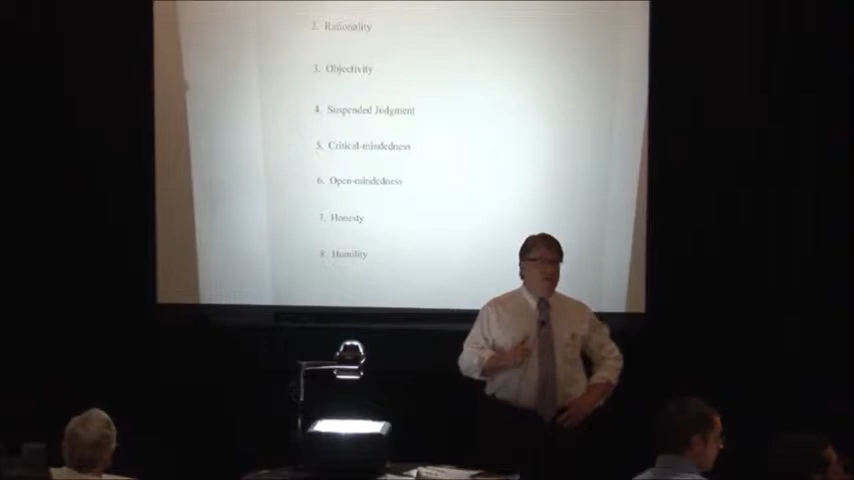 2. Rationality
3. Objectivity
4. Suspended Judgment
5. Critical-mindedness
6. Open-mindedness
7. Honesty
8. Humility